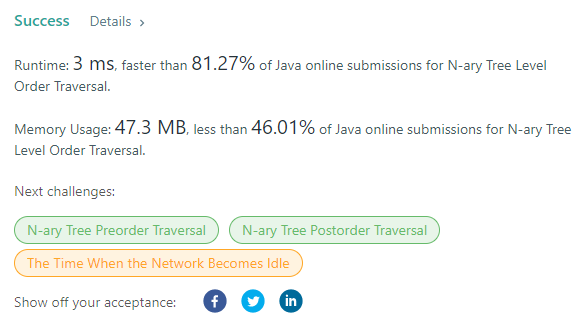 Success Details >
Runtime: 3 ms, faster than 81.27% of Java online submissions for N-ary Tree Level
Order Traversal.
Memory Usage: 47.3 MB, less than 46.01% of Java online submissions for N-ary Tree
Level Order Traversal.
Next challenges:
N-ary Tree Preorder Traversal N-ary Tree Postorder Traversal
The Time When the Network Becomes Idle
Show off your acceptance: f in